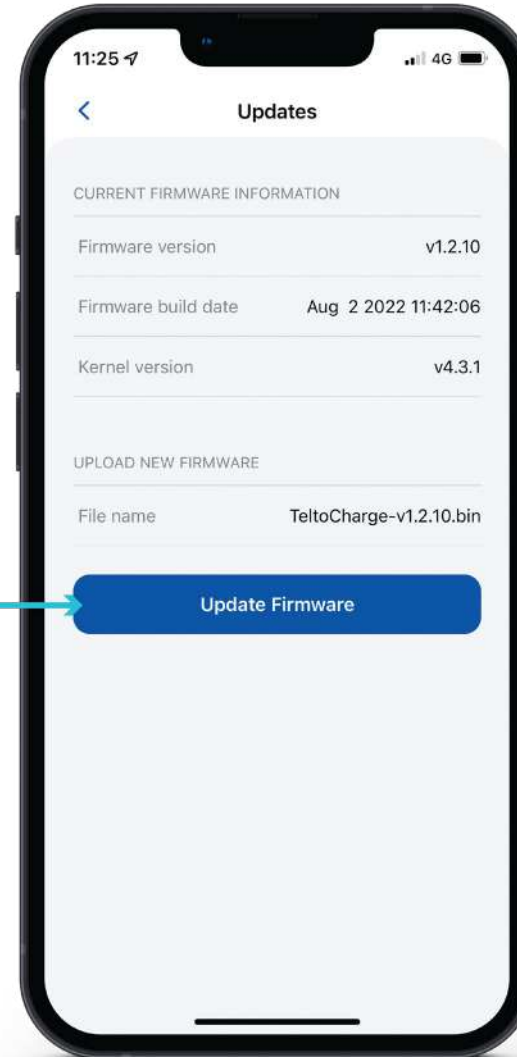 11:25 4G
Updates
CURRENT FIRMWARE INFORMATION
Firmware version v1.2.10
Firmware build date Aug 2 2022 11:42:06
Kernel version v4.3.1
UPLOAD NEW FIRMWARE
File name TeltoCharge-v1.2.10.bin
Update Firmware